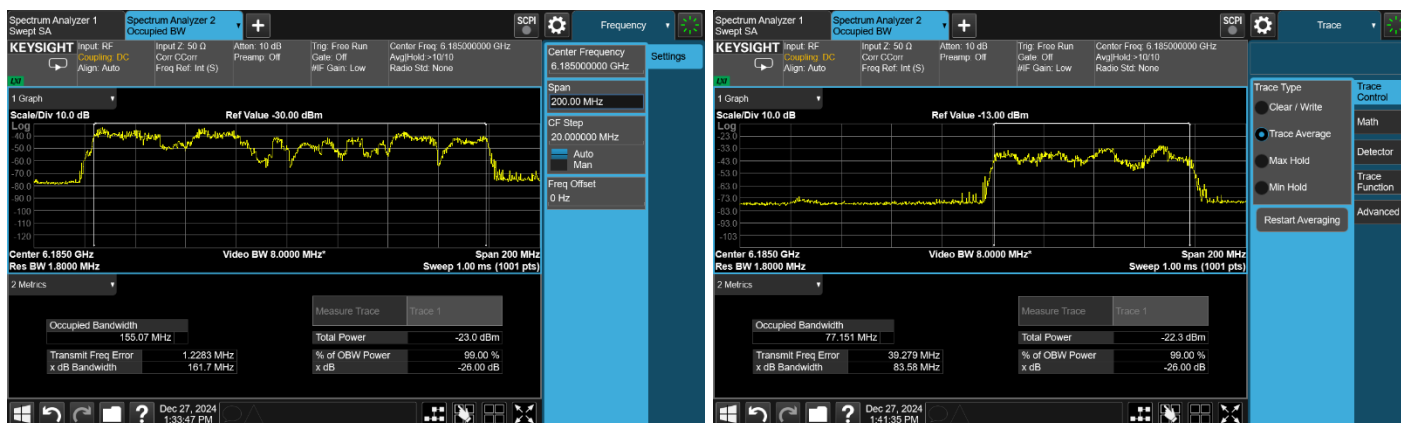 Spectrum Analyzer 1
Swept SA
Spectrum Analyzer 2
Occupied BW
SCPI
Frequency
KEYSIGHT
Input: RF
Coupling: DC
Align: Auto
Input Z: 50 Ω
Corr CCorr
Freq Ref: Int (S)
Atten: 10 dB
Preamp: Off
Trig: Free Run
Gate: Off
#IF Gain: Low
Center Freq: 6.185000000 GHz
Avg|Hold:>10/10
Radio Std: None
LXI
Center Frequency
6.185000000 GHz
Settings
Span
200.00 MHz
CF Step
20.000000 MHz
Auto
Man
Freq Offset
0 Hz
1 Graph
Scale/Div 10.0 dB
Ref Value -30.00 dBm
Log
-40.0
-50.0
-60.0
-70.0
-80.0
-90.0
-100
-110
-120
Center 6.1850 GHz
Video BW 8.0000 MHz*
Span 200 MHz
Res BW 1.8000 MHz
Sweep 1.00 ms (1001 pts)
2 Metrics
Measure Trace
Trace 1
Occupied Bandwidth
155.07 MHz
Total Power
-23.0 dBm
Transmit Freq Error
1.2283 MHz
% of OBW Power
99.00 %
x dB Bandwidth
161.7 MHz
x dB
-26.00 dB
?
Dec 27, 2024
1:33:47 PM
Spectrum Analyzer 1
Swept SA
Spectrum Analyzer 2
Occupied BW
SCPI
Trace
KEYSIGHT
Input: RF
Coupling: DC
Align: Auto
Input Z: 50 Ω
Corr CCorr
Freq Ref: Int (S)
Atten: 10 dB
Preamp: Off
Trig: Free Run
Gate: Off
#IF Gain: Low
Center Freq: 6.185000000 GHz
Avg|Hold:>10/10
Radio Std: None
LXI
Trace Type
Clear / Write
Trace Average
Max Hold
Min Hold
Restart Averaging
Trace
Control
Math
Detector
Trace
Function
Advanced
1 Graph
Scale/Div 10.0 dB
Ref Value -13.00 dBm
Log
-23.0
-33.0
-43.0
-53.0
-63.0
-73.0
-83.0
-93.0
-103
Center 6.1850 GHz
Video BW 8.0000 MHz*
Span 200 MHz
Res BW 1.8000 MHz
Sweep 1.00 ms (1001 pts)
2 Metrics
Measure Trace
Trace 1
Occupied Bandwidth
77.151 MHz
Total Power
-22.3 dBm
Transmit Freq Error
39.279 MHz
% of OBW Power
99.00 %
x dB Bandwidth
83.58 MHz
x dB
-26.00 dB
?
Dec 27, 2024
1:41:35 PM